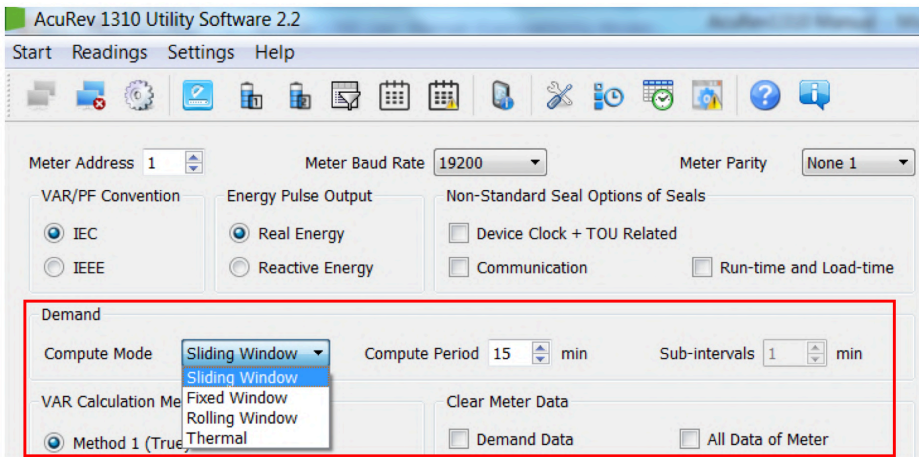 AcuRev 1310 Utility Software 2.2
Start Readings Settings Help
Meter Address 1 Meter Baud Rate 19200 Meter Parity None 1
VAR/PF Convention Energy Pulse Output Non-Standard Seal Options of Seals
IEC Real Energy Device Clock + TOU Related
IEEE Reactive Energy Communication Run-time and Load-time
Demand
Compute Mode Sliding Window Compute Period 15 min Sub-intervals 1 min
Sliding Window
VAR Calculation Me Fixed Window Clear Meter Data
Rolling Window
Method 1 (True Thermal Demand Data All Data of Meter